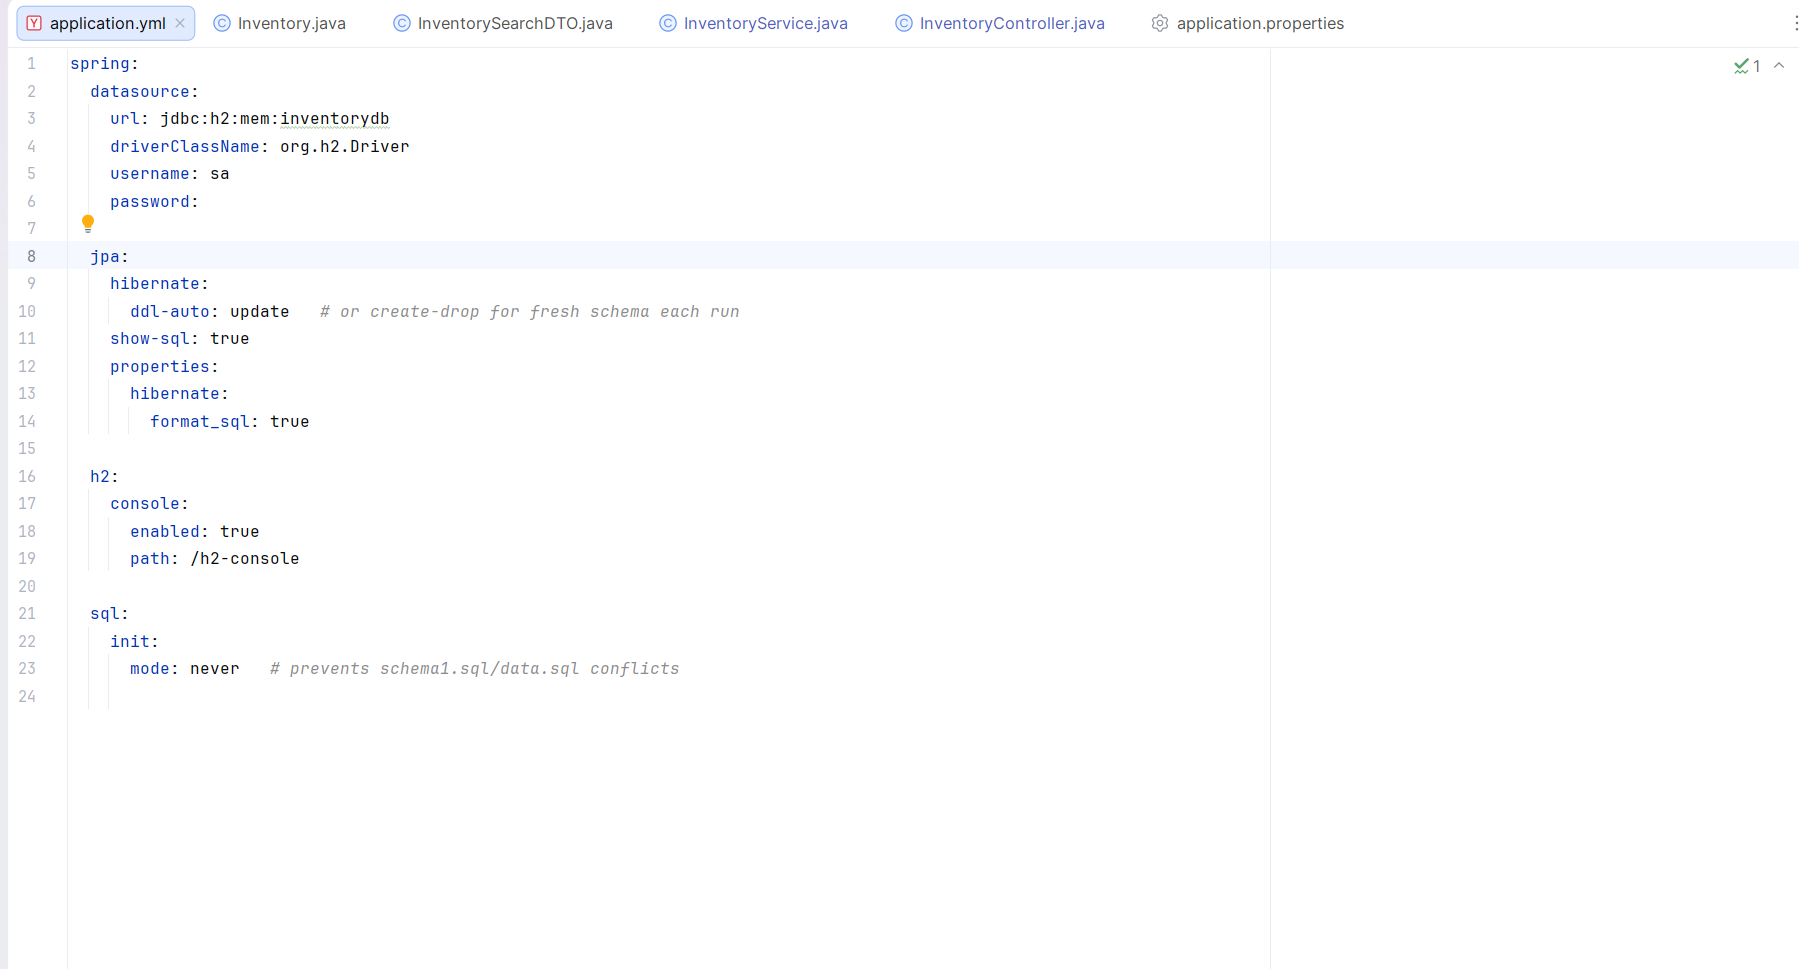 application.yml Inventory.java InventorySearchDTO.java InventoryService.java InventoryController.java application.properties
1 spring:
1
2   datasource:
3     url: jdbc:h2:mem:inventorydb
4     driverClassName: org.h2.Driver
5     username: sa
6     password:
7
8   jpa:
9     hibernate:
10       ddl-auto: update   # or create-drop for fresh schema each run
11     show-sql: true
12     properties:
13       hibernate:
14         format_sql: true
15
16   h2:
17     console:
18       enabled: true
19       path: /h2-console
20
21   sql:
22     init:
23       mode: never   # prevents schema1.sql/data.sql conflicts
24